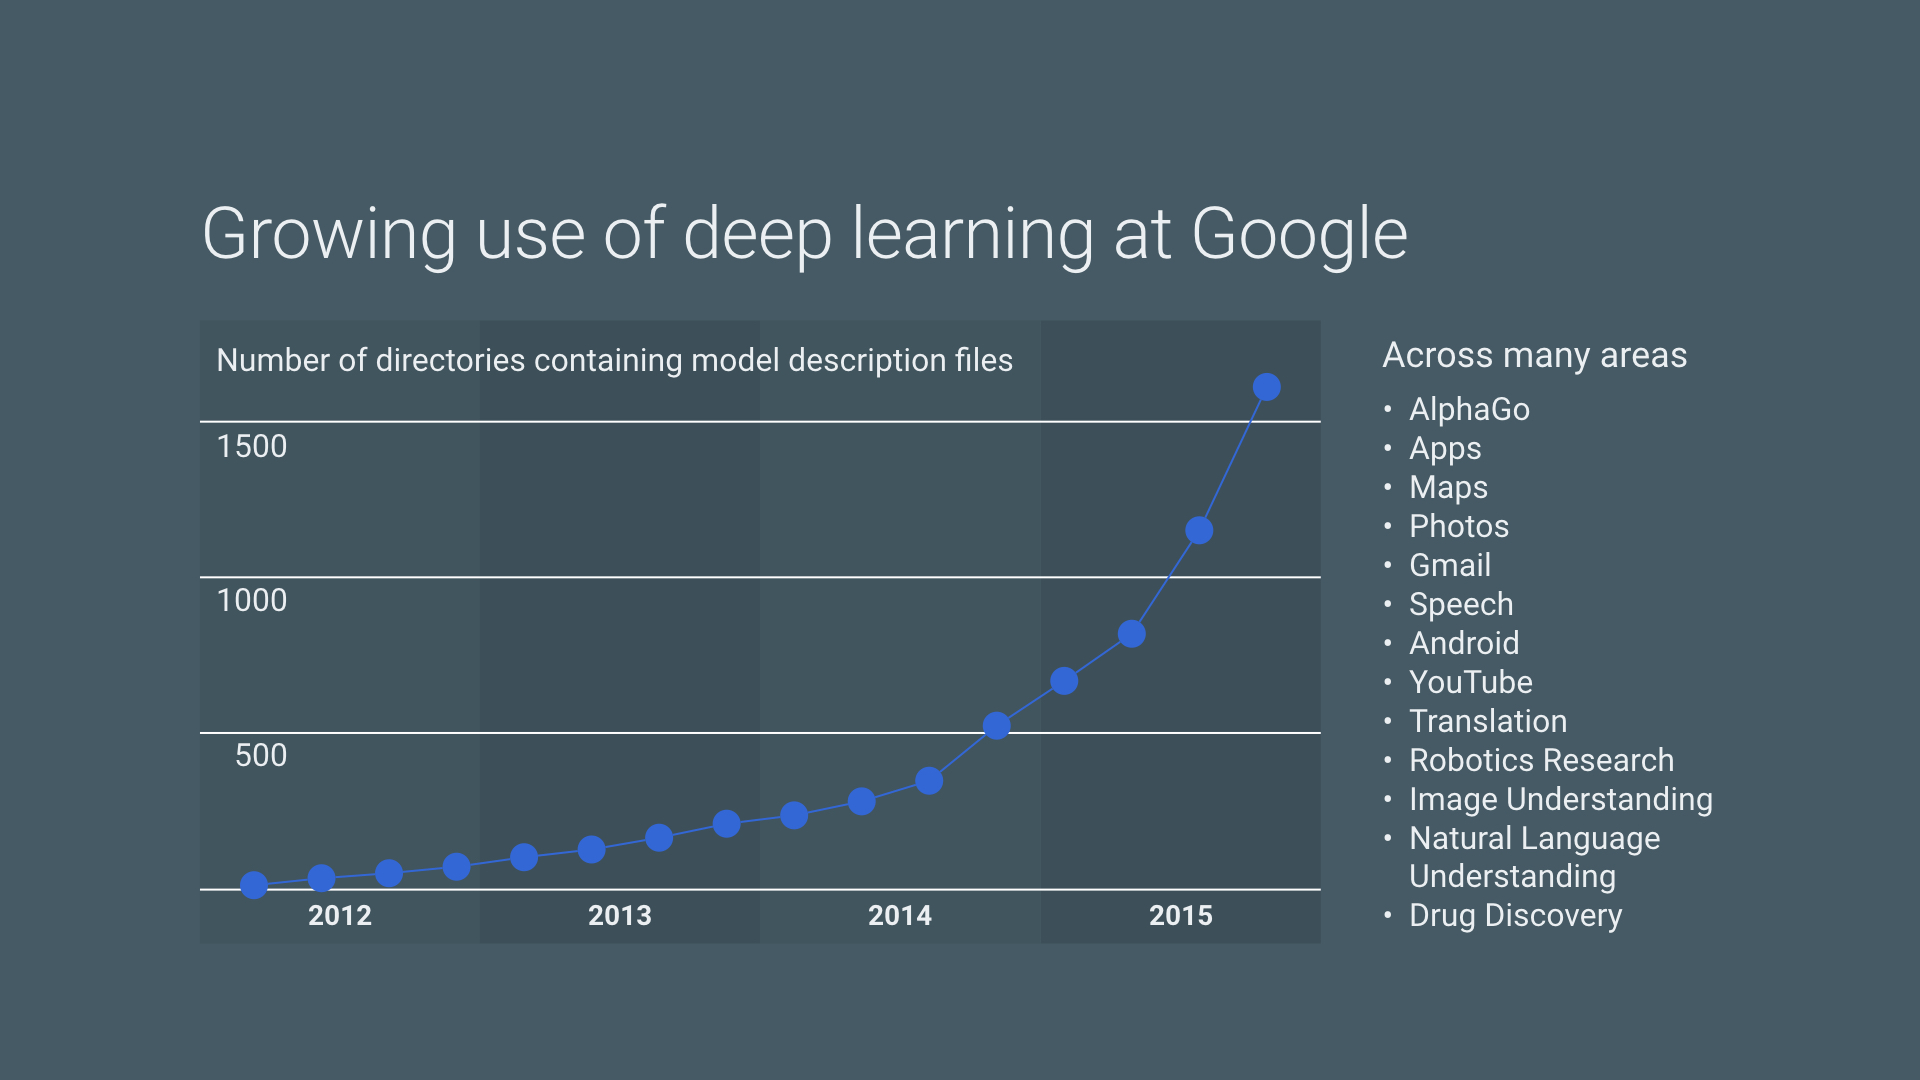 Growing use of deep learning at Google
Number of directories containing model description files
1500
1000
500
2012 2013 2014 2015
Across many areas
• AlphaGo
• Apps
• Maps
• Photos
• Gmail
• Speech
• Android
• YouTube
• Translation
• Robotics Research
• Image Understanding
• Natural Language
Understanding
• Drug Discovery